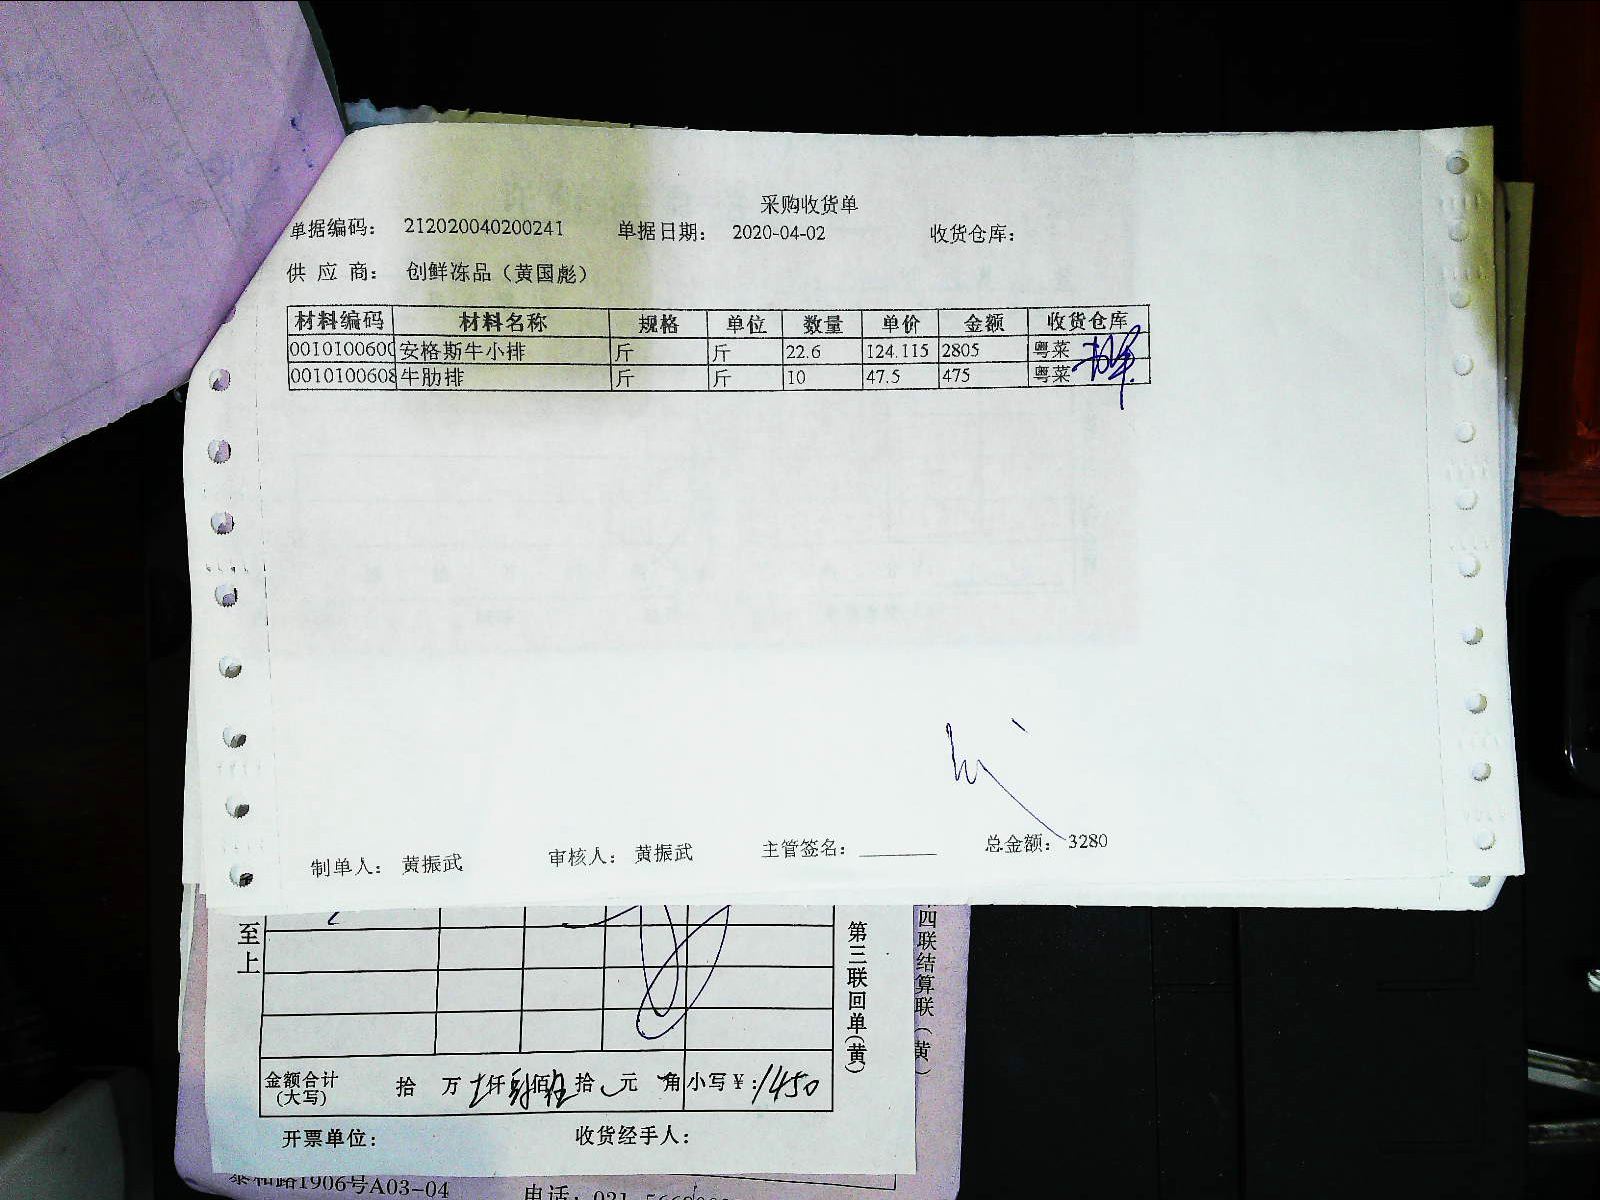 采购收货单
单据编码： 212020040200241 单据日期： 2020-04-02 收货仓库：
供 应 商： 创鲜冻品（黄国彪）
材料编码 材料名称 规格 单位 数量 单价 金额 收货仓库
0010100600 安格斯牛小排 斤 斤 22.6 124.115 2805 粤菜
0010100608 牛肋排 斤 斤 10 47.5 475 粤菜
制单人： 黄振武 审核人： 黄振武 主管签名： 总金额： 3280
至上
第三联回单(黄)
四联结算联（黄）
金额合计 拾 万 仟 佰 拾 元 角 小写￥：1450
(大写)
开票单位： 收货经手人：
泰和路1906号A03-04 电话：021